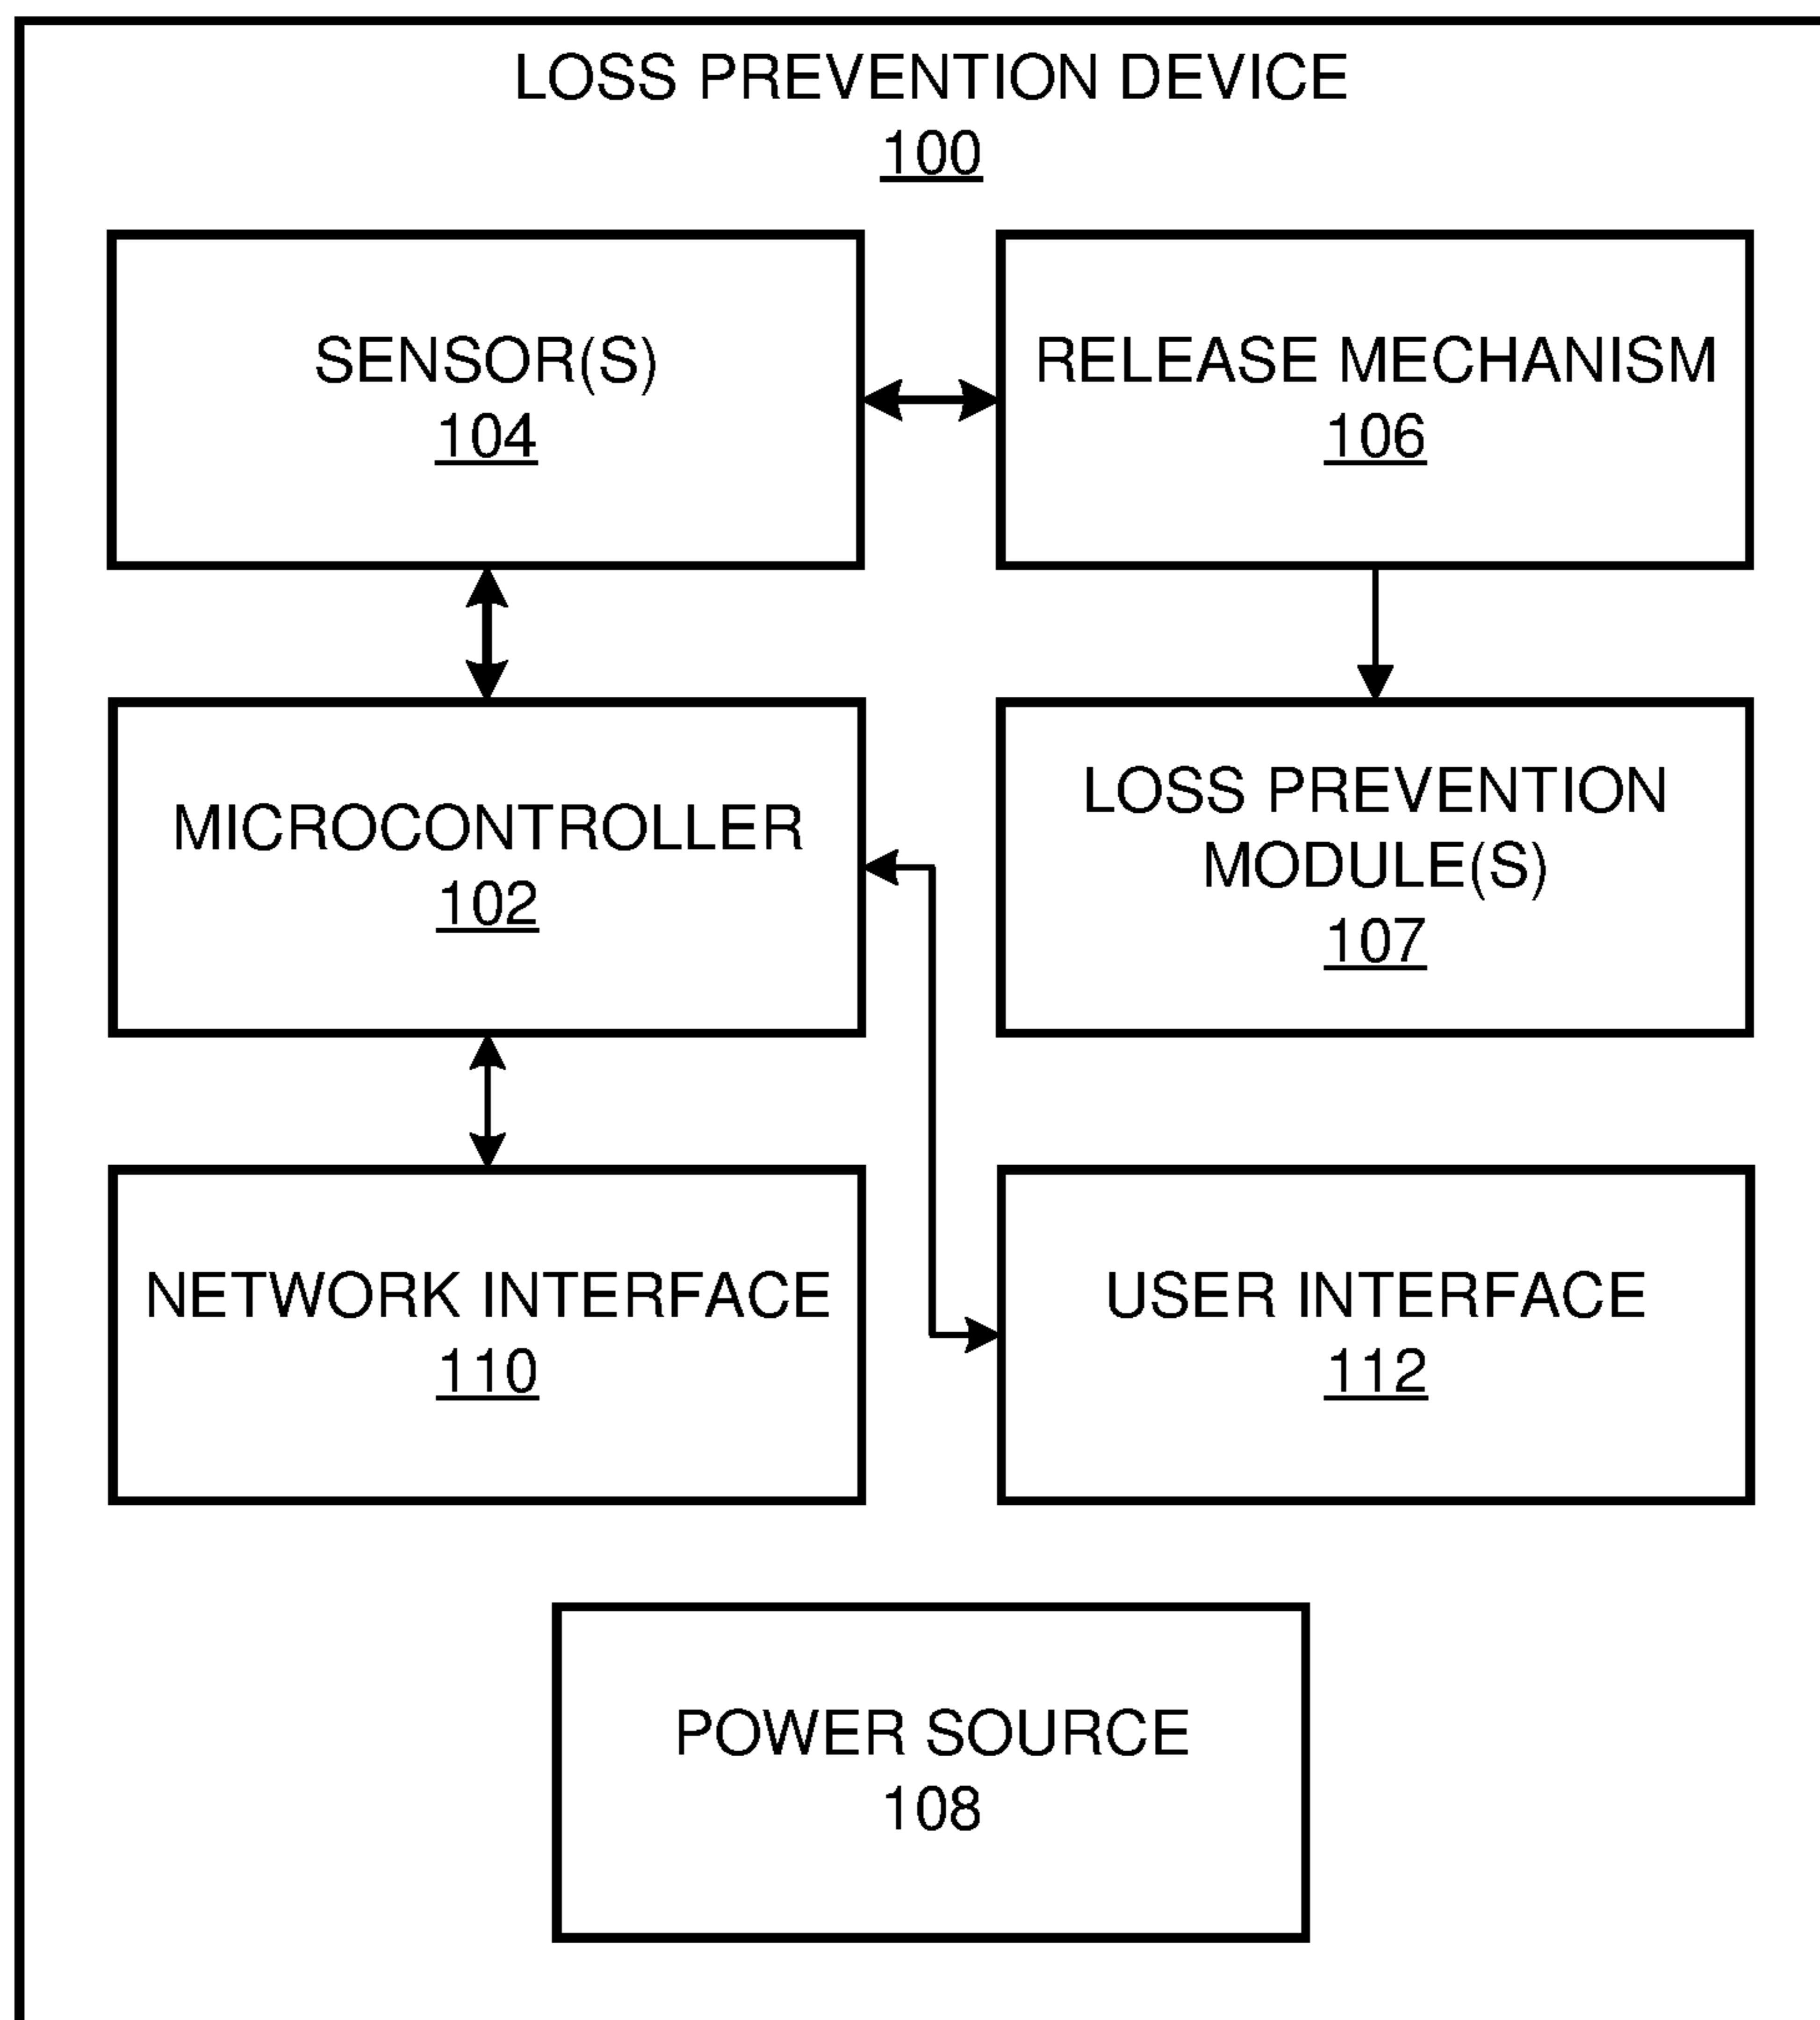 LOSS PREVENTION DEVICE
100
SENSOR(S)
104
RELEASE MECHANISM
106
MICROCONTROLLER
102
LOSS PREVENTION
MODULE(S)
107
NETWORK INTERFACE
110
USER INTERFACE
112
POWER SOURCE
108